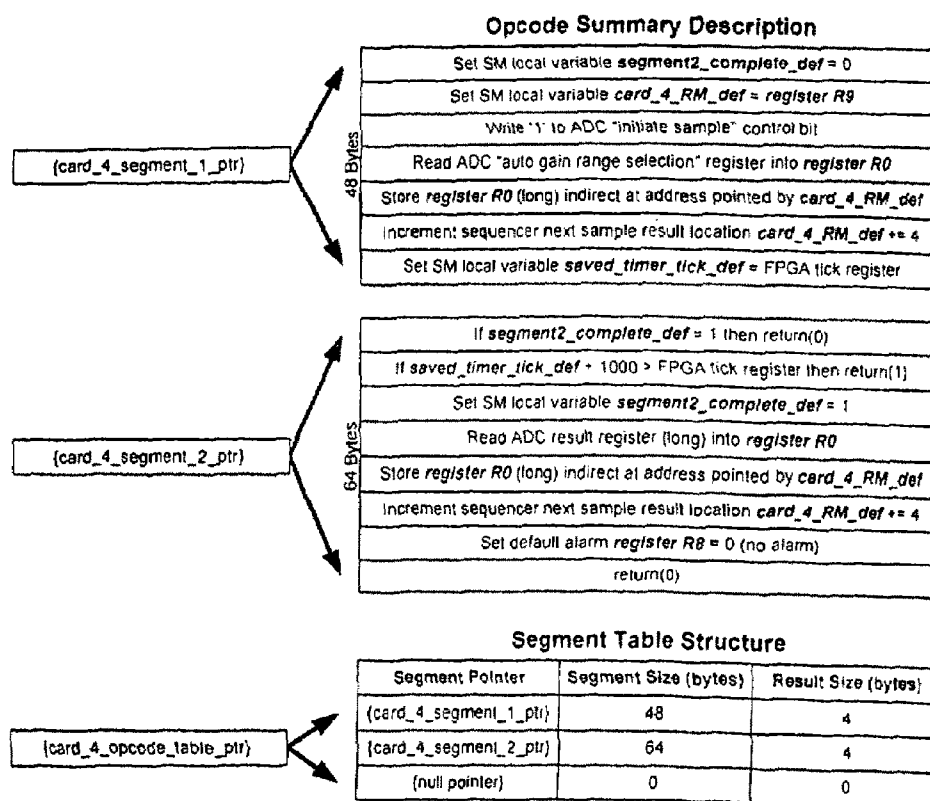 Opcode Summary Description
Set SM local variable segment2_complete_def = 0
Set SM local variable card_4_RM_def = register R9
Write "1" to ADC "initiate sample" control bit
{card_4_segment_1_ptr}
48 Bytes
Read ADC "auto gain range selection" register into register R0
Store register R0 (long) indirect at address pointed by card_4_RM_def
Increment sequencer next sample result location card_4_RM_def += 4
Set SM local variable saved_timer_tick_def = FPGA tick register
If segment2_complete_def = 1 then return(0)
If saved_timer_tick_def + 1000 > FPGA tick register then return(1)
Set SM local variable segment2_complete_def = 1
{card_4_segment_2_ptr}
64 Bytes
Read ADC result register (long) into register R0
Store register R0 (long) indirect at address pointed by card_4_RM_def
Increment sequencer next sample result location card_4_RM_def += 4
Set default alarm register R8 = 0 (no alarm)
return(0)
Segment Table Structure
Segment Pointer Segment Size (bytes) Result Size (bytes)
{card_4_segment_1_ptr} 48 4
{card_4_opcode_table_ptr}
{card_4_segment_2_ptr} 64 4
{null pointer} 0 0